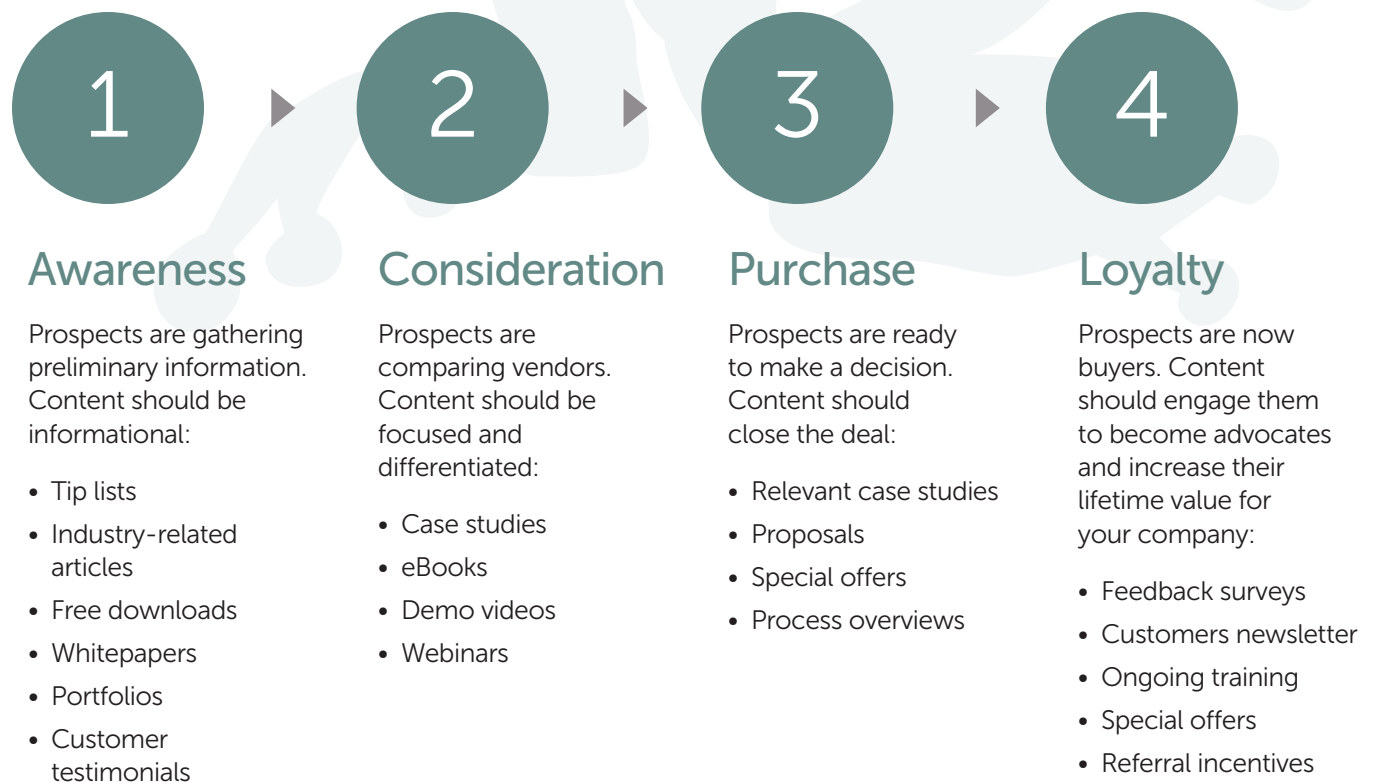 1
2
3
4
Awareness
Prospects are gathering
preliminary information.
Content should be
informational:
• Tip lists
• Industry-related
articles
• Free downloads
• Whitepapers
• Portfolios
• Customer
testimonials
Consideration
Prospects are
comparing vendors.
Content should be
focused and
differentiated:
• Case studies
• eBooks
• Demo videos
• Webinars
Purchase
Prospects are ready
to make a decision.
Content should
close the deal:
• Relevant case studies
• Proposals
• Special offers
• Process overviews
Loyalty
Prospects are now
buyers. Content
should engage them
to become advocates
and increase their
lifetime value for
your company:
• Feedback surveys
• Customers newsletter
• Ongoing training
• Special offers
• Referral incentives